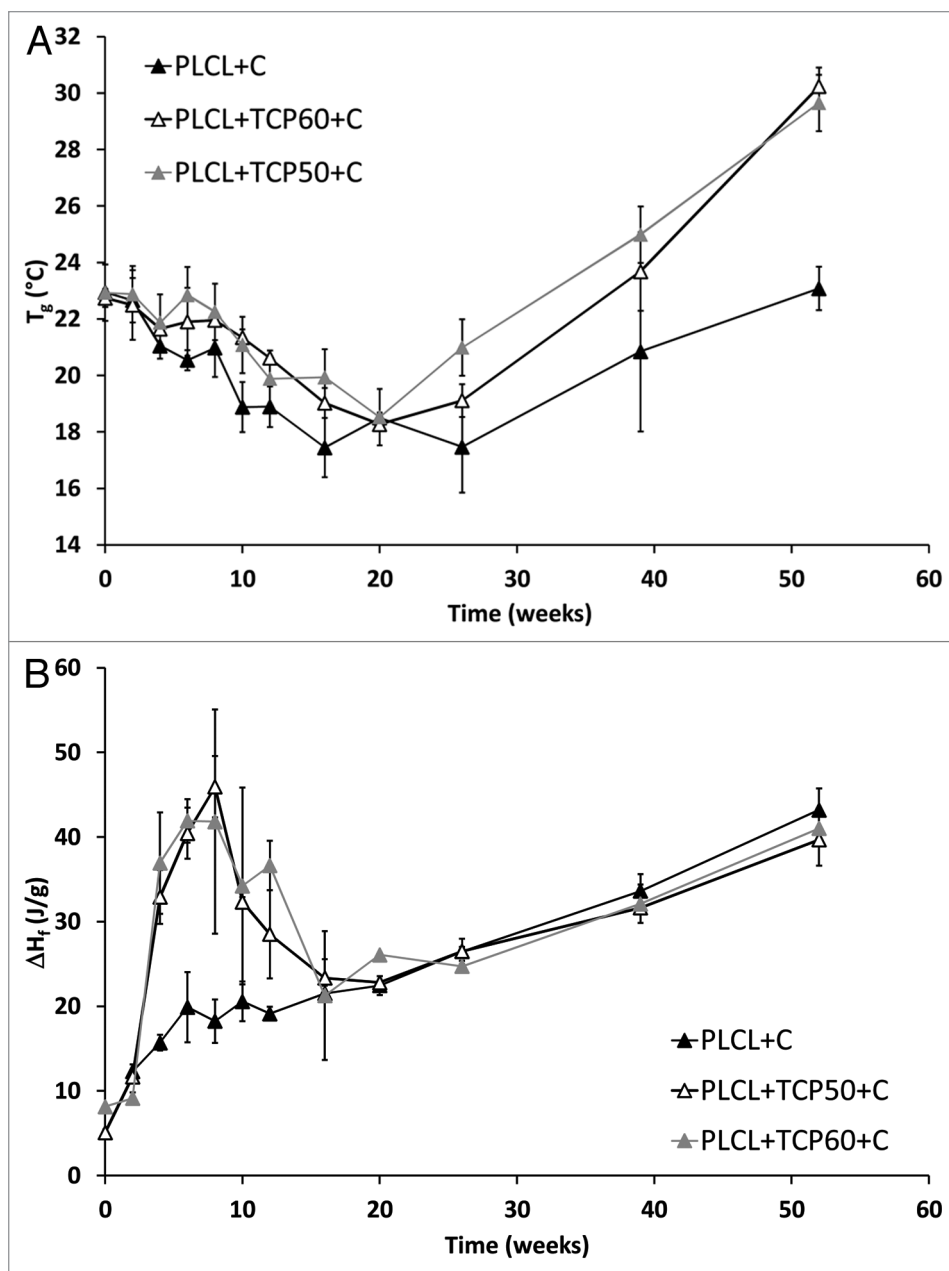 A
32
30
28
26
24
22
20
18
16
14
T_g (°C)
PLCL+C
PLCL+TCP60+C
PLCL+TCP50+C
0 10 20 30 40 50 60
Time (weeks)
B
60
50
40
30
20
10
0
ΔH_f (J/g)
PLCL+C
PLCL+TCP50+C
PLCL+TCP60+C
0 10 20 30 40 50 60
Time (weeks)